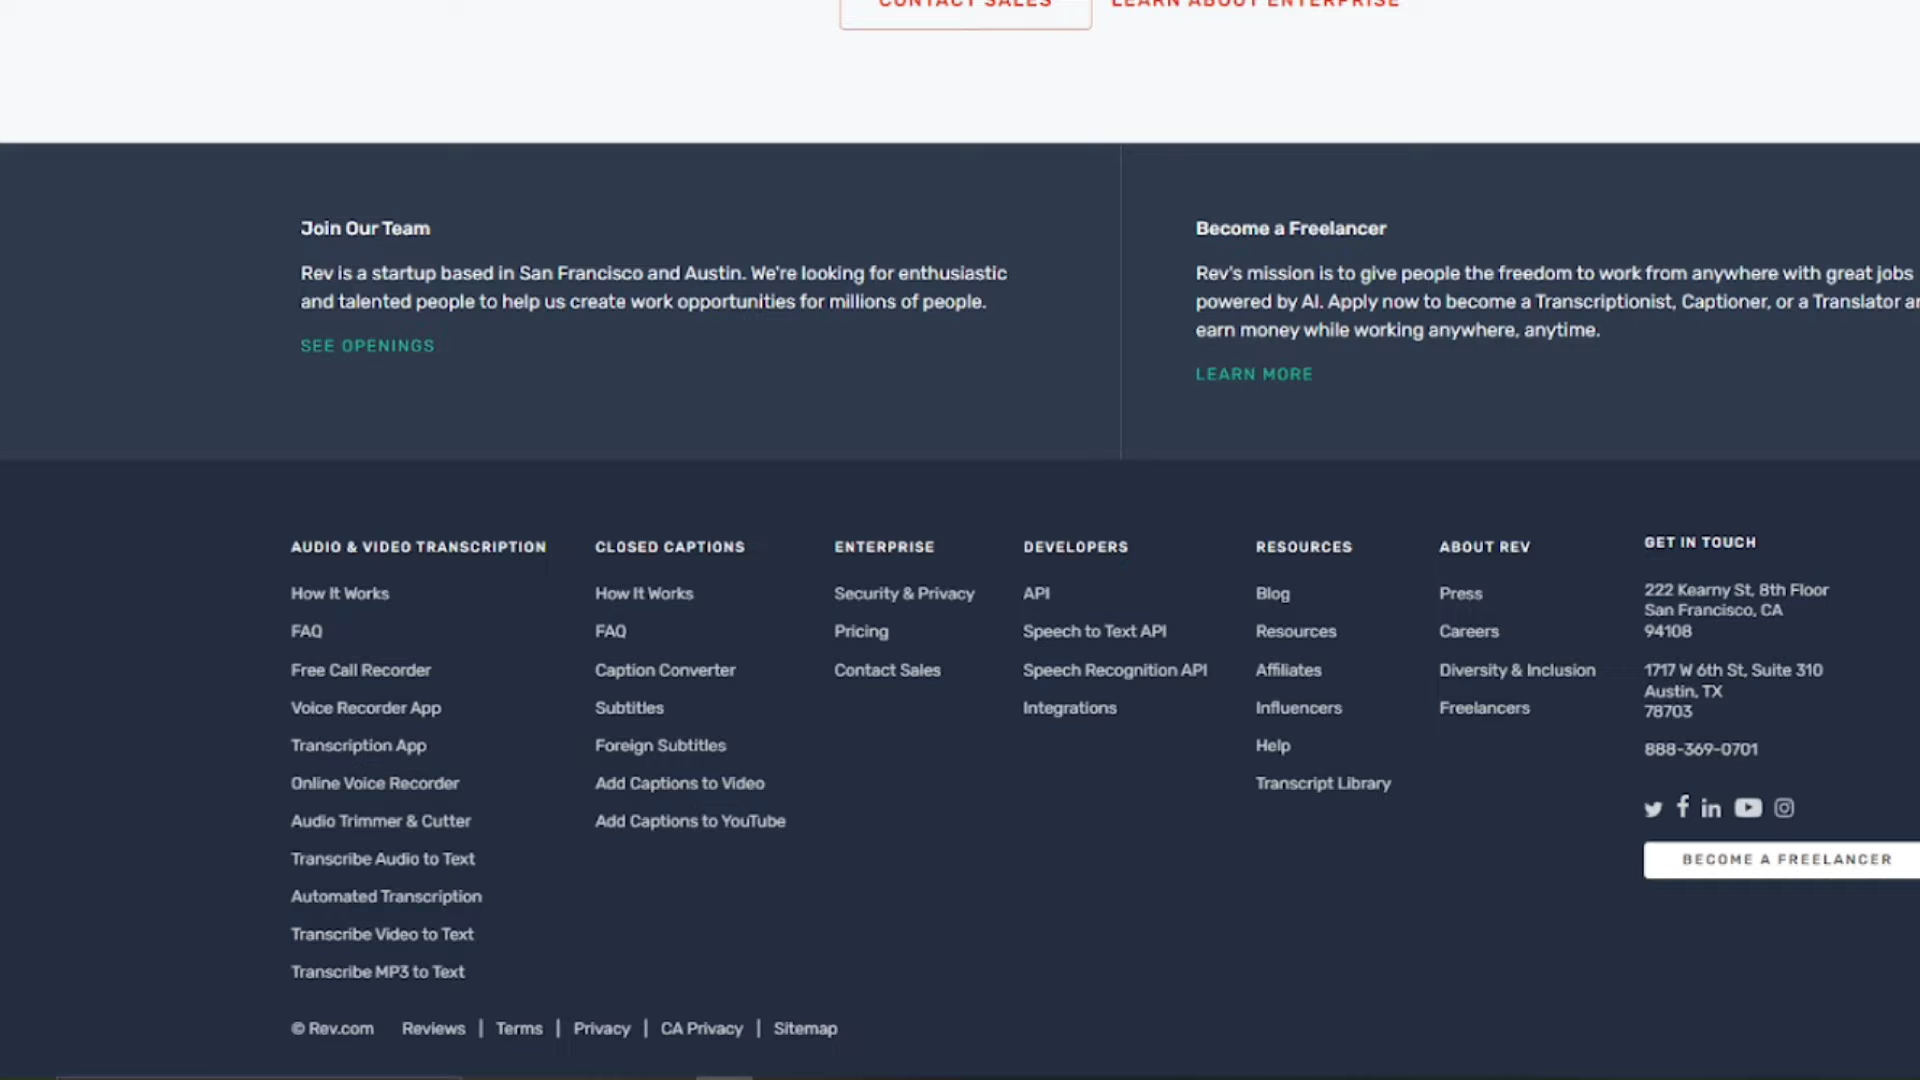 CONTACT SALES
LEARN ABOUT ENTERPRISE
Join Our Team
Rev is a startup based in San Francisco and Austin. We're looking for enthusiastic
and talented people to help us create work opportunities for millions of people.
SEE OPENINGS
Become a Freelancer
Rev's mission is to give people the freedom to work from anywhere with great jobs
powered by AI. Apply now to become a Transcriptionist, Captioner, or a Translator
earn money while working anywhere, anytime.
LEARN MORE
AUDIO & VIDEO TRANSCRIPTION
How It Works
FAQ
Free Call Recorder
Voice Recorder App
Transcription App
Online Voice Recorder
Audio Trimmer & Cutter
Transcribe Audio to Text
Automated Transcription
Transcribe Video to Text
Transcribe MP3 to Text
CLOSED CAPTIONS
How It Works
FAQ
Caption Converter
Subtitles
Foreign Subtitles
Add Captions to Video
Add Captions to YouTube
ENTERPRISE
Security & Privacy
Pricing
Contact Sales
DEVELOPERS
API
Speech to Text API
Speech Recognition API
Integrations
RESOURCES
Blog
Resources
Affiliates
Influencers
Help
Transcript Library
ABOUT REV
Press
Careers
Diversity & Inclusion
Freelancers
GET IN TOUCH
222 Kearny St, 8th Floor
San Francisco, CA
94108
1717 W 6th St, Suite 310
Austin, TX
78703
888-369-0701
BECOME A FREELANCER
© Rev.com Reviews | Terms | Privacy | CA Privacy | Sitemap